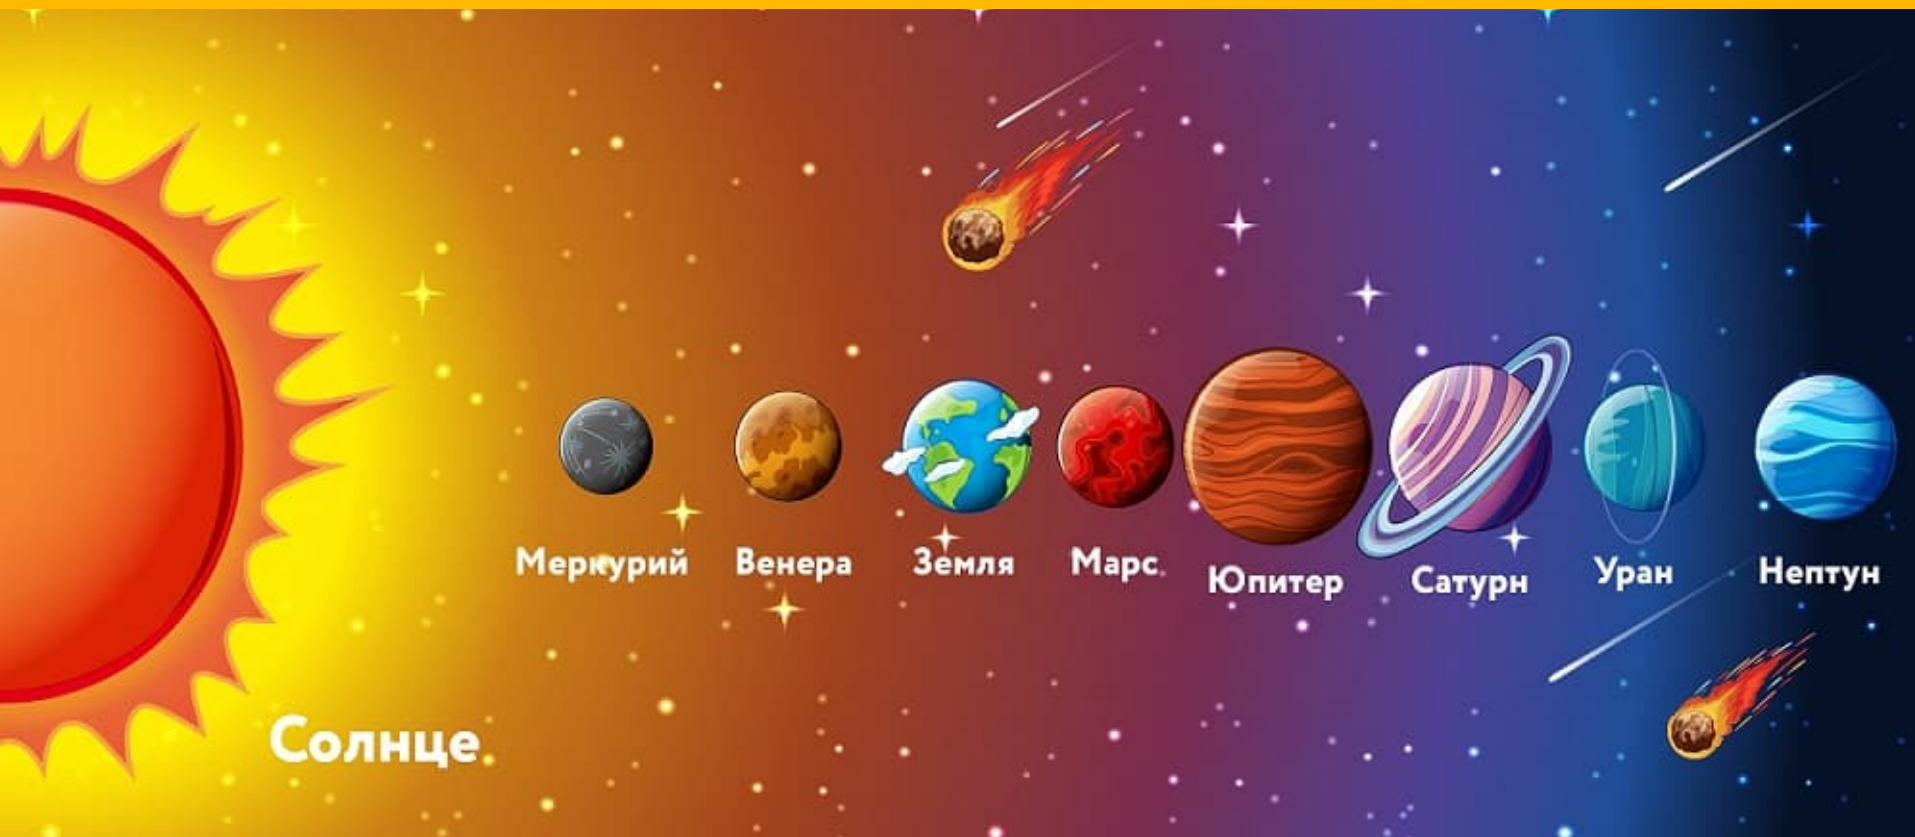 Меркурий
Венера
Земля
Марс
Юпитер
Сатурн
Уран
Нептун
Солнце